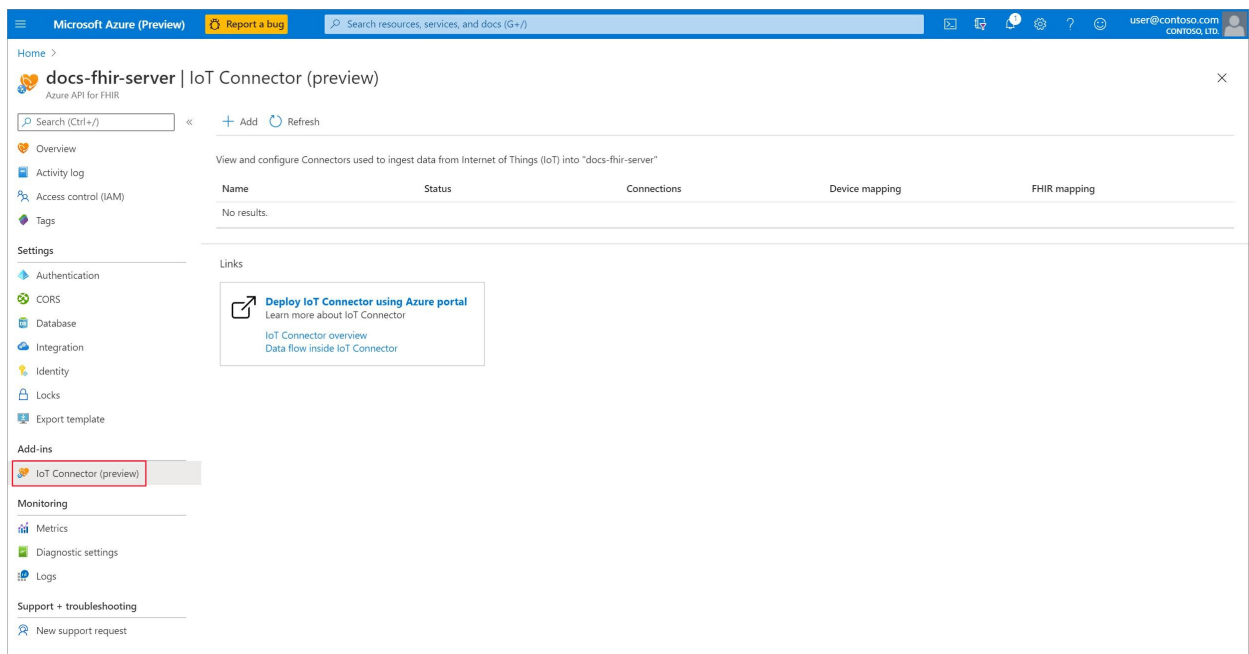 Microsoft Azure (Preview)
Report a bug
Search resources, services, and docs (G+/)
1
user@contoso.com
CONTOSO, LTD.
Home >
docs-fhir-server | IoT Connector (preview)
Azure API for FHIR
Search (Ctrl+/)
«
Add
Refresh
Overview
Activity log
Access control (IAM)
Tags
Settings
Authentication
CORS
Database
Integration
Identity
Locks
Export template
Add-ins
IoT Connector (preview)
Monitoring
Metrics
Diagnostic settings
Logs
Support + troubleshooting
New support request
View and configure Connectors used to ingest data from Internet of Things (IoT) into "docs-fhir-server"
Name Status Connections Device mapping FHIR mapping
No results.
Links
Deploy IoT Connector using Azure portal
Learn more about IoT Connector
IoT Connector overview
Data flow inside IoT Connector